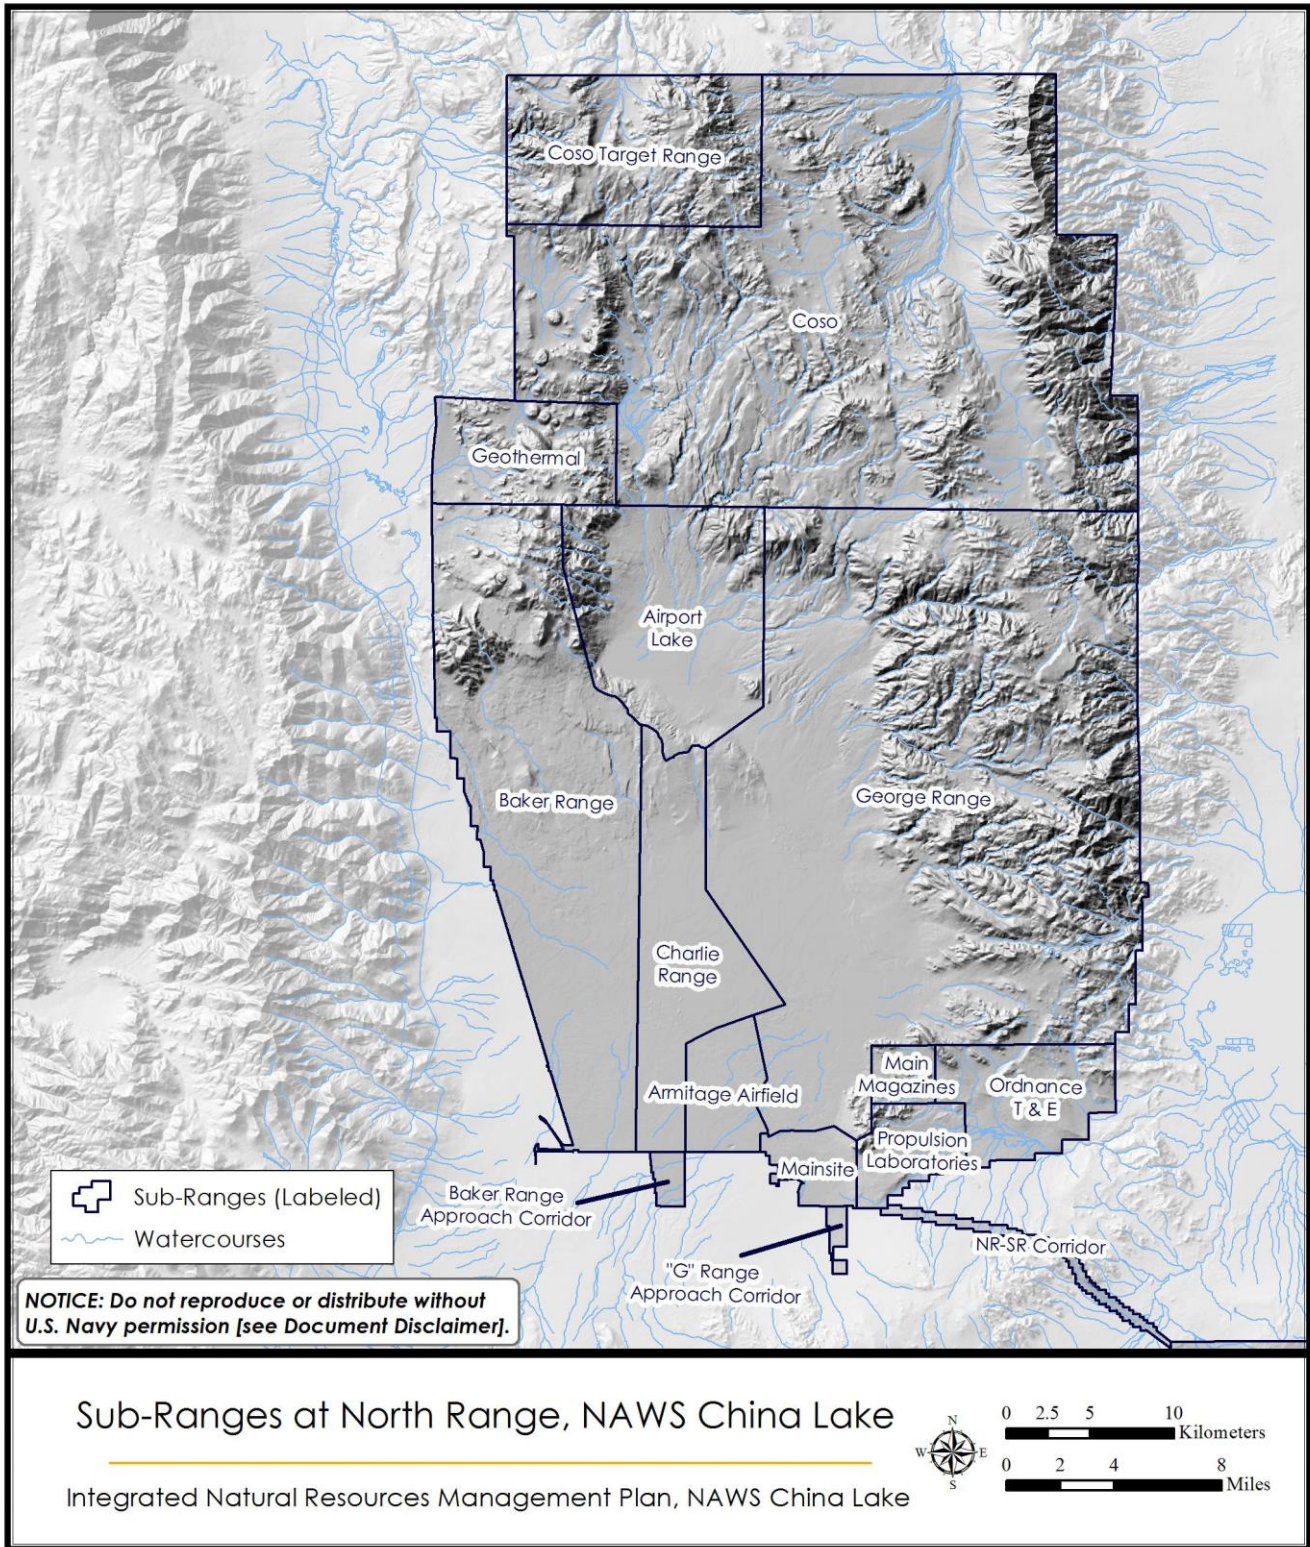 Coso Target Range
Coso
Geothermal
Airport
Lake
Baker Range
George Range
Charlie
Range
Main
Magazines
Ordnance
T & E
Armitage Airfield
Propulsion
Laboratories
Mainsite
Baker Range
Approach Corridor
NR-SR Corridor
"G" Range
Approach Corridor
Sub-Ranges (Labeled)
Watercourses
NOTICE: Do not reproduce or distribute without
U.S. Navy permission [see Document Disclaimer].
Sub-Ranges at North Range, NAWS China Lake
Integrated Natural Resources Management Plan, NAWS China Lake
N
W E
S
0 2.5 5 10
Kilometers
0 2 4 8
Miles